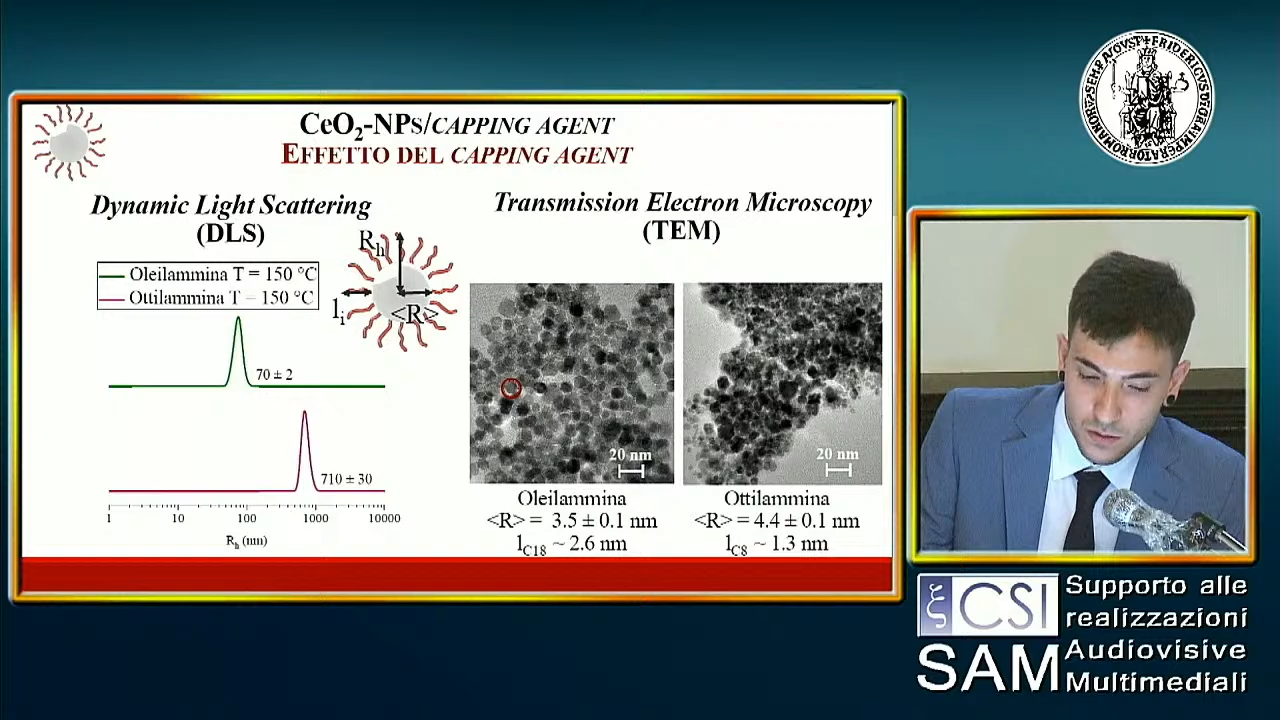 CeO2-NPs/CAPPING AGENT
EFFETTO DEL CAPPING AGENT
Dynamic Light Scattering
(DLS)
Oleilammina T = 150 °C
Ottilammina T = 150 °C
Rh
li
<R>
70 ± 2
710 ± 30
1 10 100 1000 10000
Rh (nm)
Transmission Electron Microscopy
(TEM)
20 nm
20 nm
Oleilammina
<R> = 3.5 ± 0.1 nm
lC18 ~ 2.6 nm
Ottilammina
<R> = 4.4 ± 0.1 nm
lC8 ~ 1.3 nm
CSI
SAM
Supporto alle
realizzazioni
Audiovisive
Multimediali